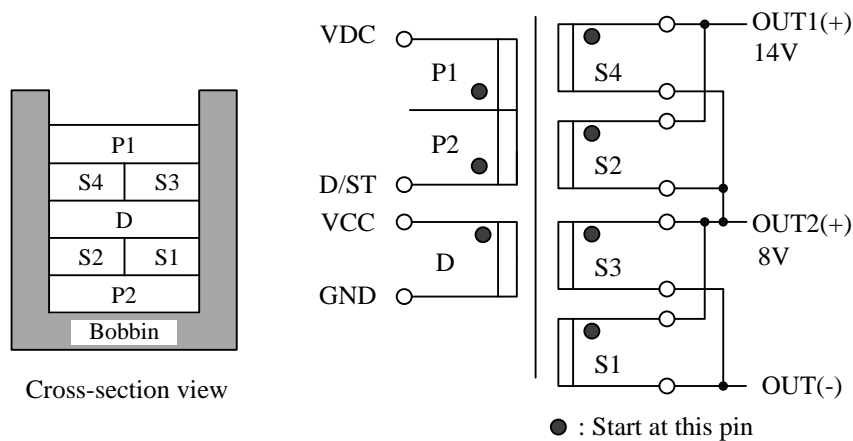 P1
S4 S3
D
S2 S1
P2
Bobbin
Cross-section view
VDC
P1
P2
D/ST
VCC
D
GND
S4
S2
S3
S1
OUT1(+)
14V
OUT2(+)
8V
OUT(-)
: Start at this pin